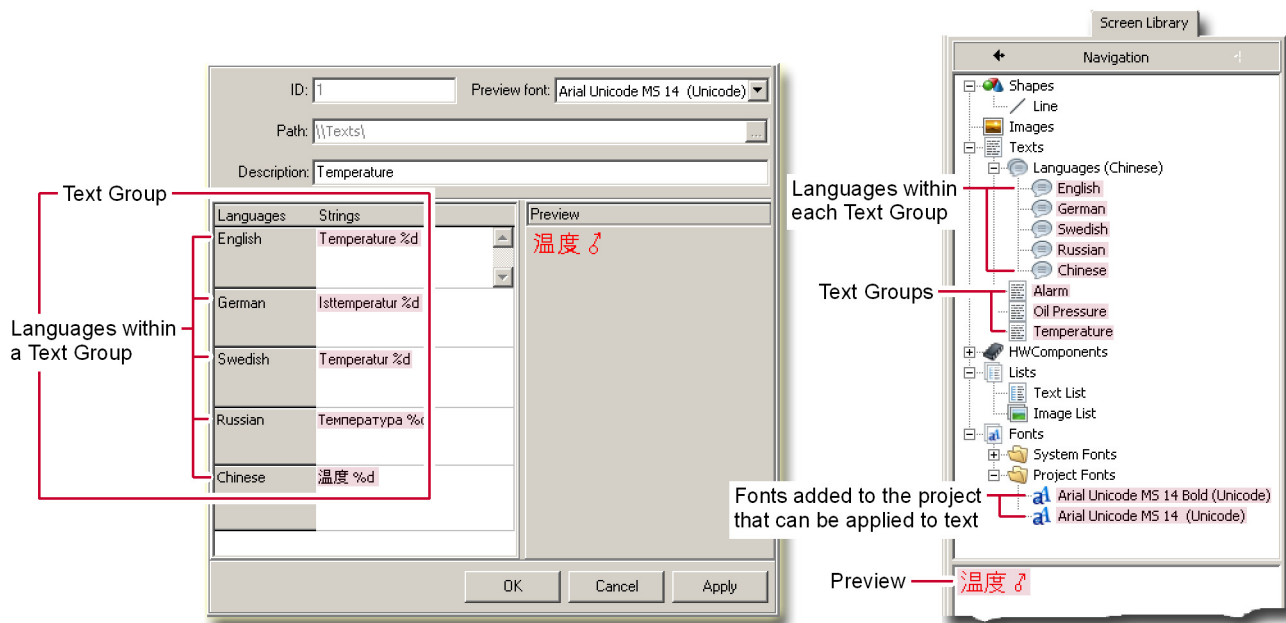 Screen Library
Navigation
ID: 1
Preview font: Arial Unicode MS 14 (Unicode)
Path: \\Texts\
...
Description: Temperature
Text Group
Languages Strings
Preview
English Temperature %d
温度
German Isttemperatur %d
Languages within
a Text Group
Swedish Temperatur %d
Russian Температура %
Chinese 温度 %d
OK Cancel Apply
Shapes
Line
Images
Texts
Languages (Chinese)
Languages within
each Text Group
English
German
Swedish
Russian
Chinese
Text Groups
Alarm
Oil Pressure
Temperature
HWComponents
Lists
Text List
Image List
Fonts
System Fonts
Project Fonts
Fonts added to the project
that can be applied to text
Arial Unicode MS 14 Bold (Unicode)
Arial Unicode MS 14 (Unicode)
Preview
温度